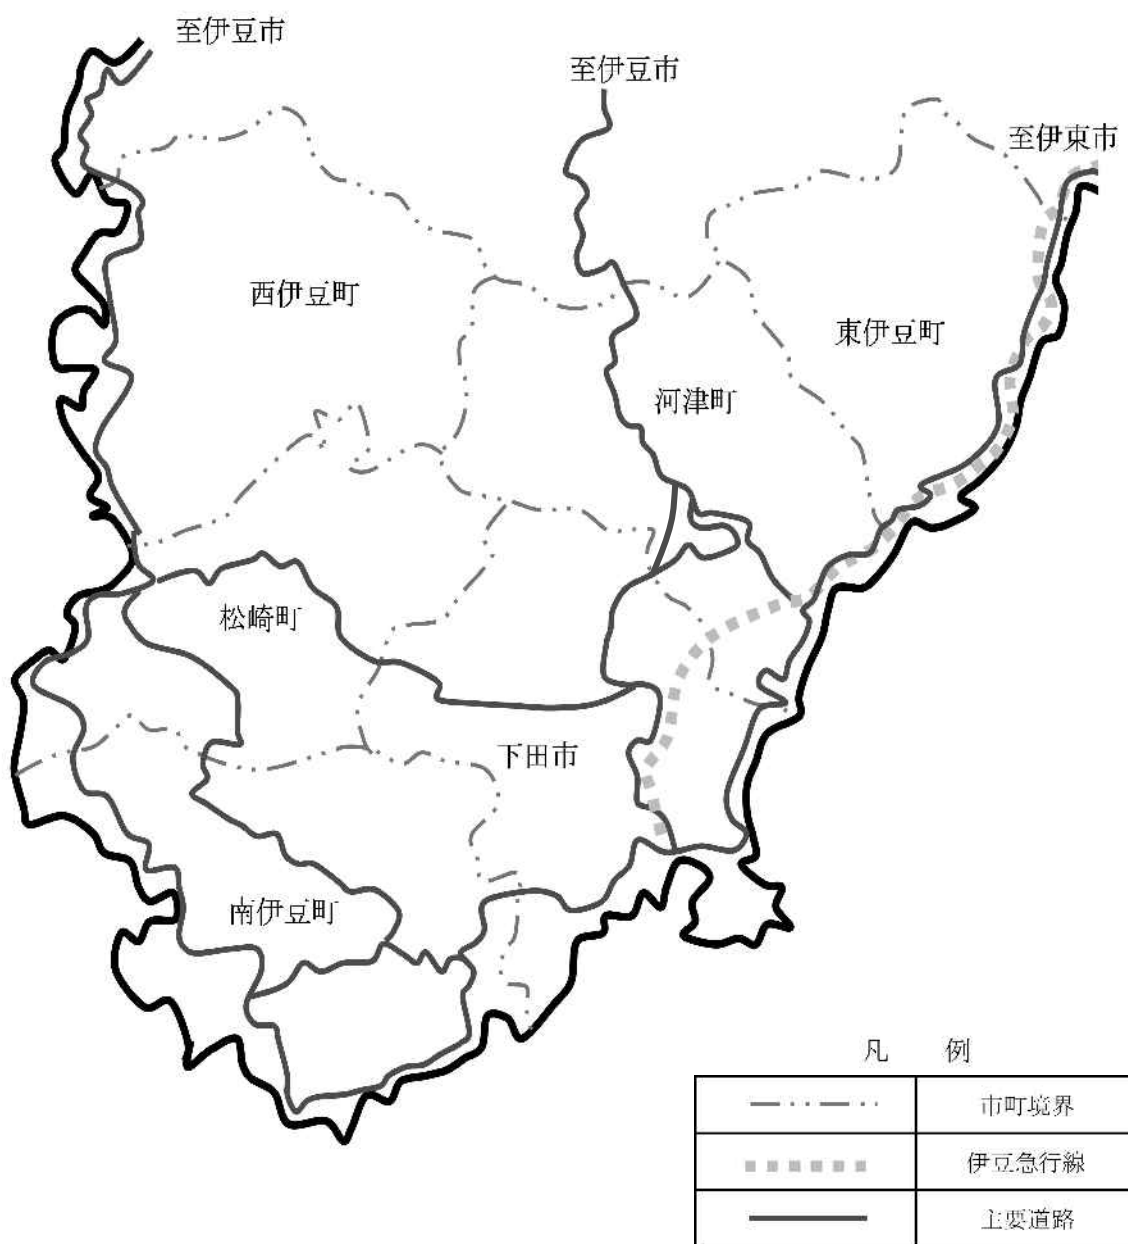 至伊豆市
至伊豆市
至伊東市
西伊豆町
東伊豆町
河津町
松崎町
下田市
南伊豆町
凡 例
市町境界
伊豆急行線
主要道路